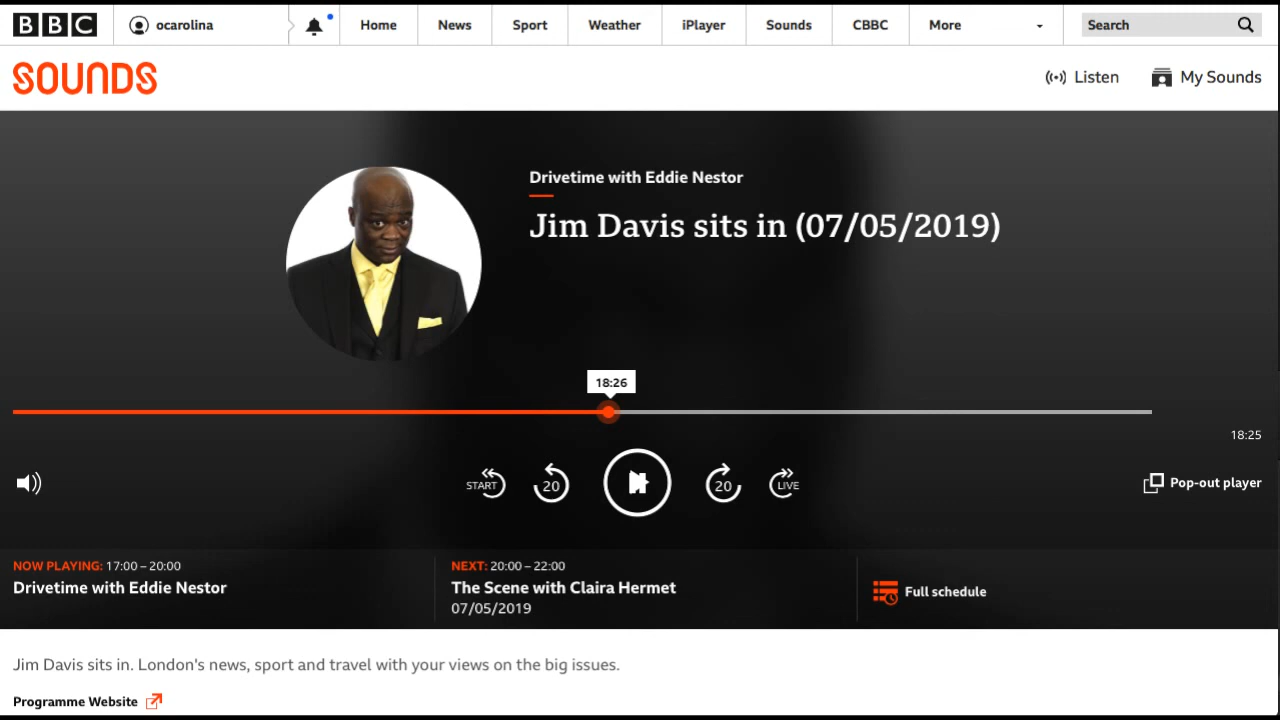 BBC
ocarolina
Home
News
Sport
Weather
iPlayer
Sounds
CBBC
More
Search
SOUNDS
Listen
My Sounds
Drivetime with Eddie Nestor
Jim Davis sits in (07/05/2019)
18:26
18:25
START
20
20
LIVE
Pop-out player
NOW PLAYING: 17:00 – 20:00
Drivetime with Eddie Nestor
NEXT: 20:00 – 22:00
The Scene with Claira Hermet
07/05/2019
Full schedule
Jim Davis sits in. London's news, sport and travel with your views on the big issues.
Programme Website